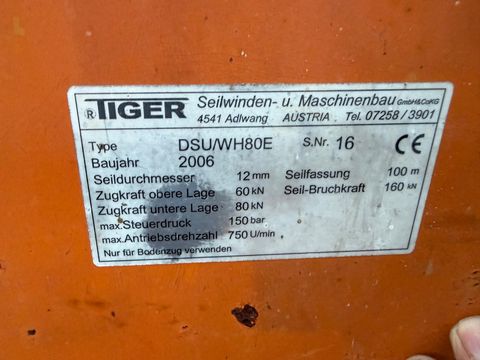 ®TIGER Seilwinden- u. Maschinenbau GmbH&CoKG
4541 Adlwang AUSTRIA Tel. 07258/3901
Type DSU/WH80E S.Nr. 16 CE
Baujahr 2006
Seildurchmesser 12 mm Seilfassung 100 m
Zugkraft obere Lage 60 kN Seil-Bruchkraft 160 kN
Zugkraft untere Lage 80 kN
max.Steuerdruck 150 bar
max.Antriebsdrehzahl 750 U/min
Nur für Bodenzug verwenden